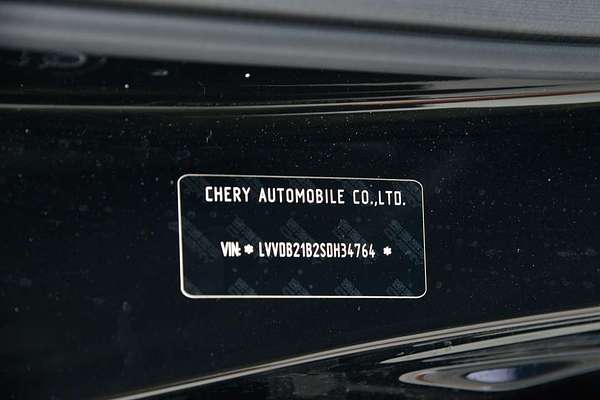 CHERY AUTOMOBILE CO.,LTD.
VIN: * LVVDB21B2SDH34764 *